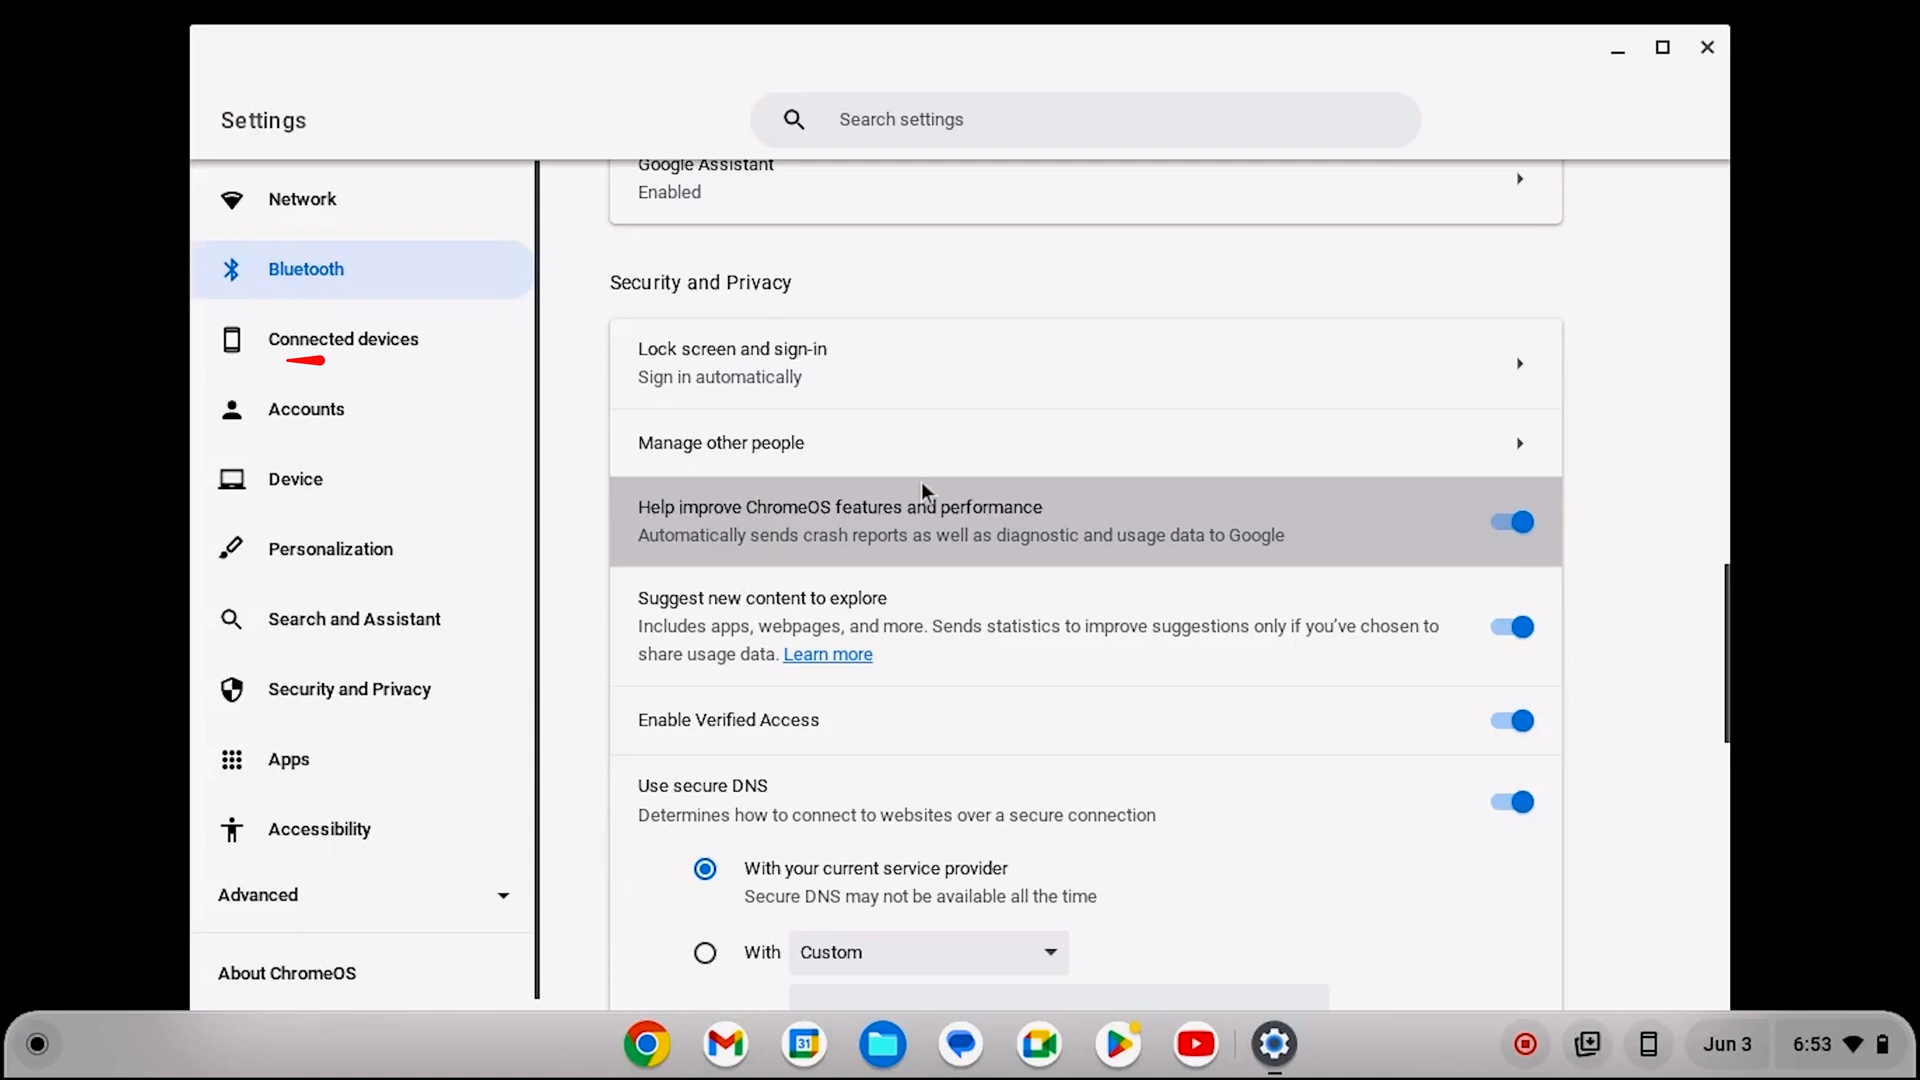 Settings
Search settings
Network
Bluetooth
Connected devices
Accounts
Device
Personalization
Search and Assistant
Security and Privacy
Apps
Accessibility
Advanced
About ChromeOS
Google Assistant
Enabled
Security and Privacy
Lock screen and sign-in
Sign in automatically
Manage other people
Help improve ChromeOS features and performance
Automatically sends crash reports as well as diagnostic and usage data to Google
Suggest new content to explore
Includes apps, webpages, and more. Sends statistics to improve suggestions only if you’ve chosen to
share usage data. Learn more
Enable Verified Access
Use secure DNS
Determines how to connect to websites over a secure connection
With your current service provider
Secure DNS may not be available all the time
With Custom
31
Jun 3 6:53